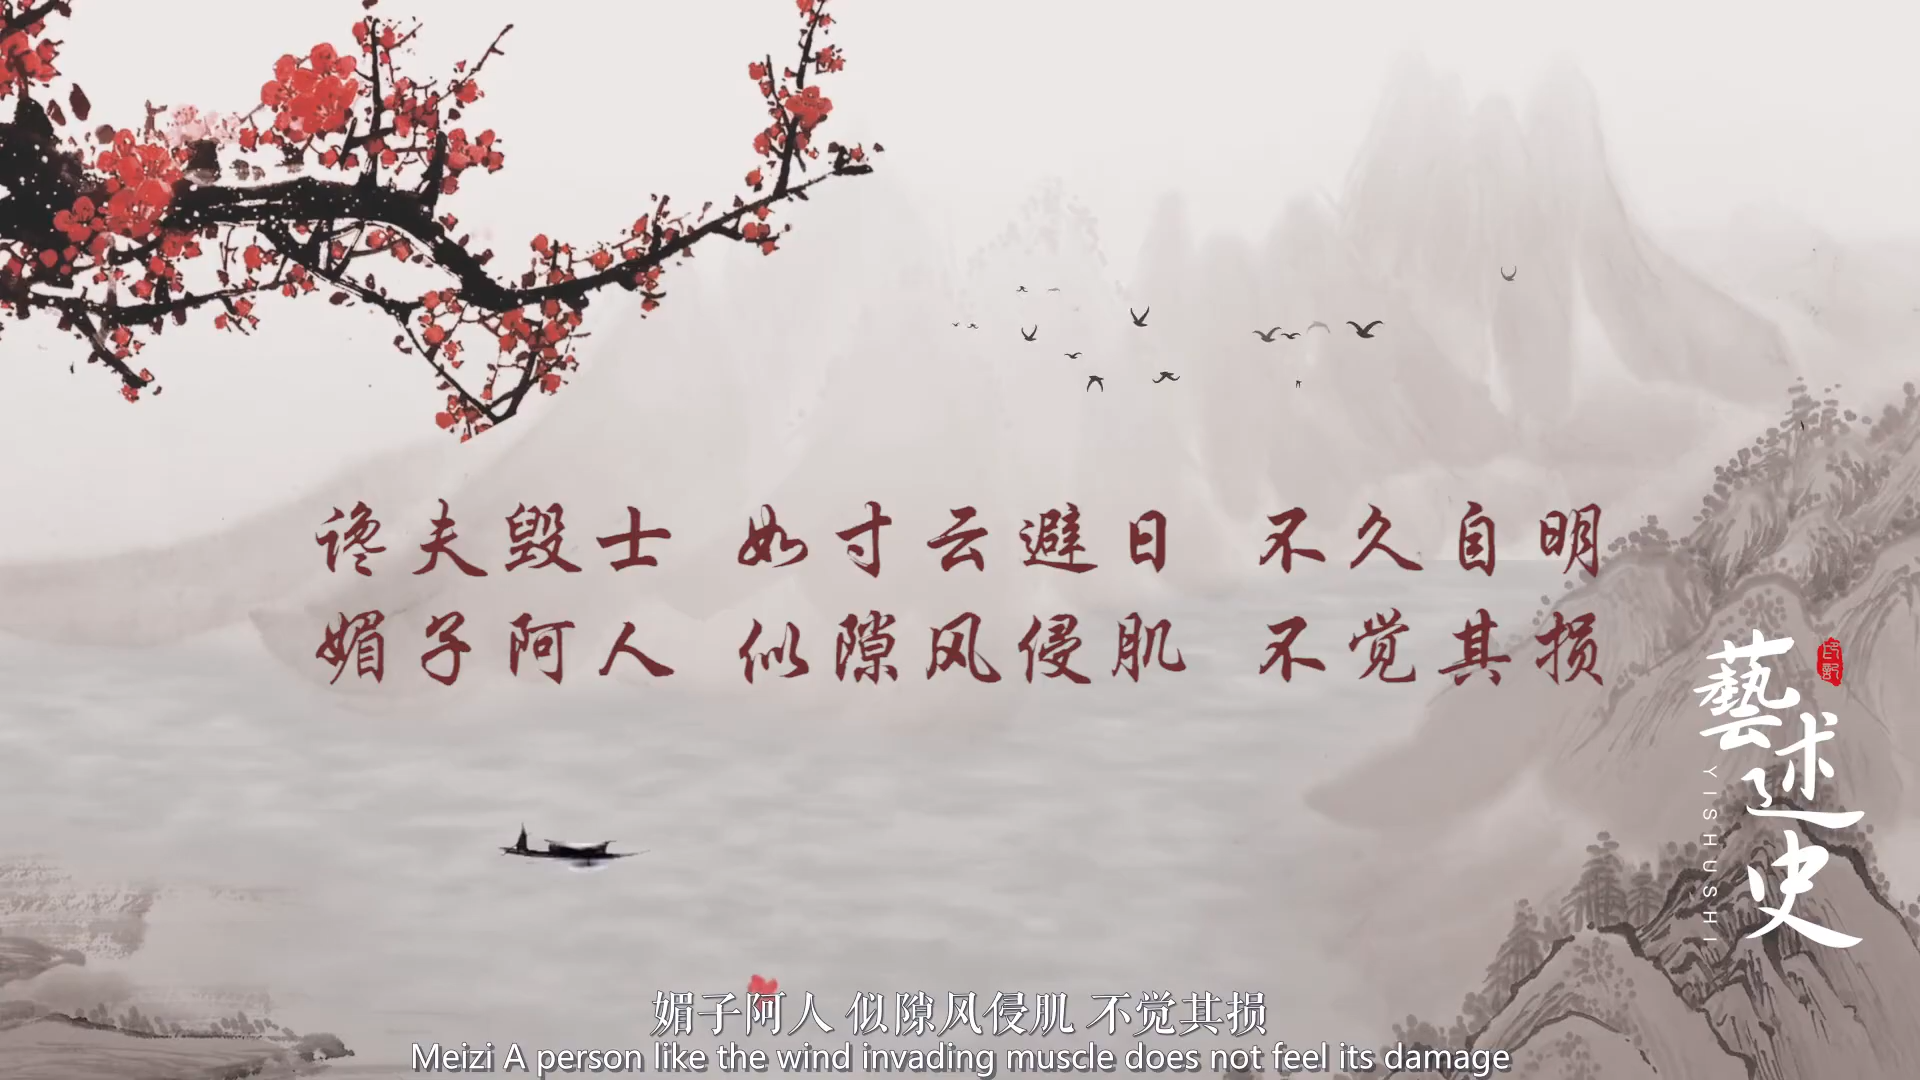 谗夫毁士 如寸云避日 不久自明
媚子阿人 似隙风侵肌 不觉其损
藝述史
YISHUSHI
印記
媚子阿人 似隙风侵肌 不觉其损
Meizi A person like the wind invading muscle does not feel its damage